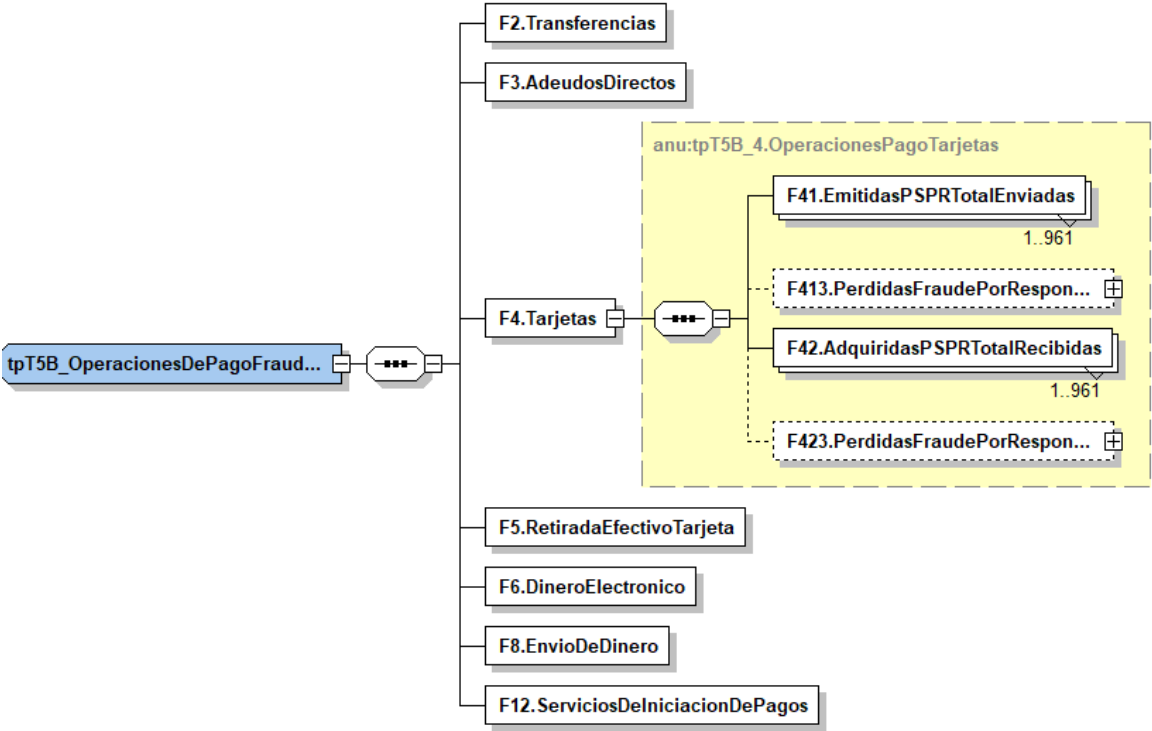 F2.Transferencias
F3.AdeudosDirectos
anu:tpT5B_4.OperacionesPagoTarjetas
F41.EmitidasPSPRTotalEnviadas
1..961
F413.PerdidasFraudePorRespon...
F4.Tarjetas
F42.AdquiridasPSPRTotalRecibidas
1..961
tpT5B_OperacionesDePagoFraud...
F423.PerdidasFraudePorRespon...
F5.RetiradaEfectivoTarjeta
F6.DineroElectronico
F8.EnvioDeDinero
F12.ServiciosDeIniciacionDePagos